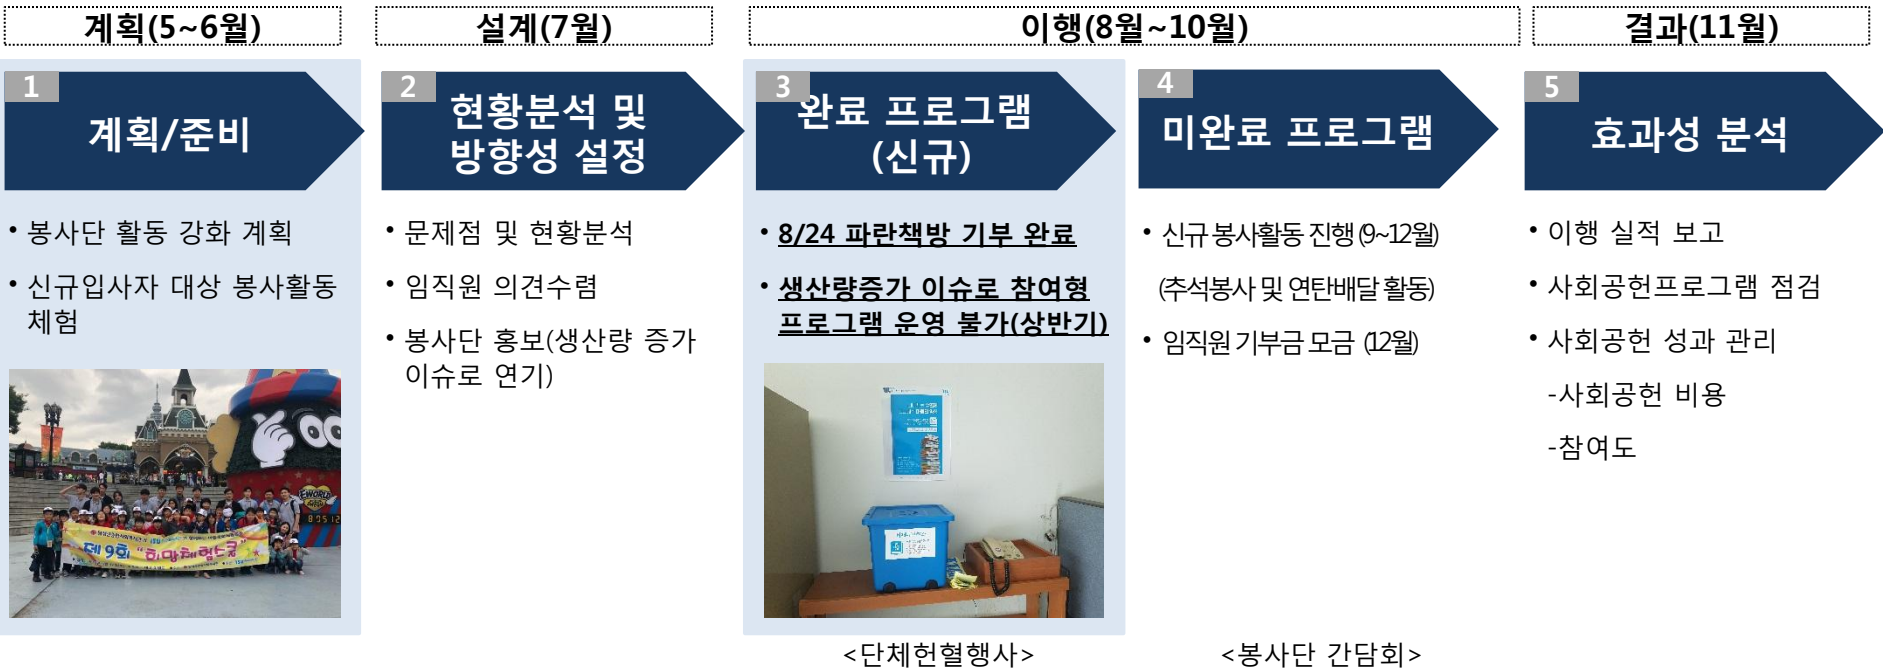 계획(5~6월)
설계(7월)
이행(8월~10월)
결과(11월)
1
계획/준비
• 봉사단 활동 강화 계획
• 신규입사자 대상 봉사활동
체험
제 9회 "희망체험스쿨"
EWORLD
2
현황분석 및
방향성 설정
• 문제점 및 현황분석
• 임직원 의견수렴
• 봉사단 홍보(생산량 증가
이슈로 연기)
3
완료 프로그램
(신규)
• 8/24 파란책방 기부 완료
• 생산량증가 이슈로 참여형
프로그램 운영 불가(상반기)
<단체헌혈행사>
4
미완료 프로그램
• 신규 봉사활동 진행 (9~12월)
(추석봉사 및 연탄배달 활동)
• 임직원 기부금 모금 (12월)
<봉사단 간담회>
5
효과성 분석
• 이행 실적 보고
• 사회공헌프로그램 점검
• 사회공헌 성과 관리
-사회공헌 비용
-참여도